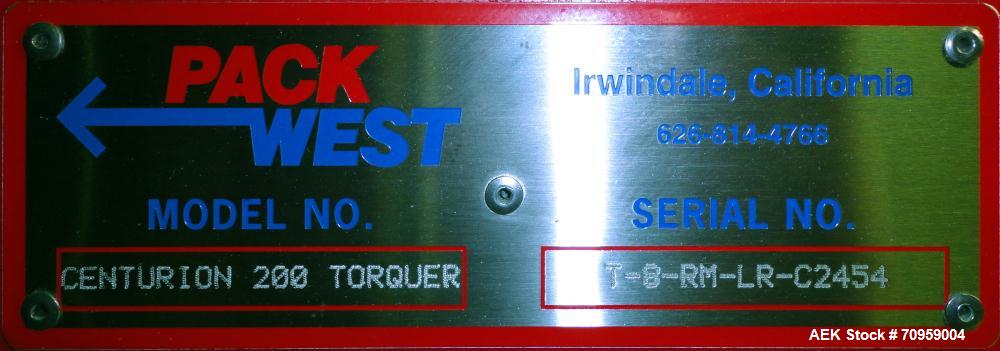 PACK
WEST
Irwindale, California
626-814-4766
MODEL NO.
SERIAL NO.
CENTURION 200 TORQUER
T-8-RM-LR-C2454
AEK Stock # 70959004